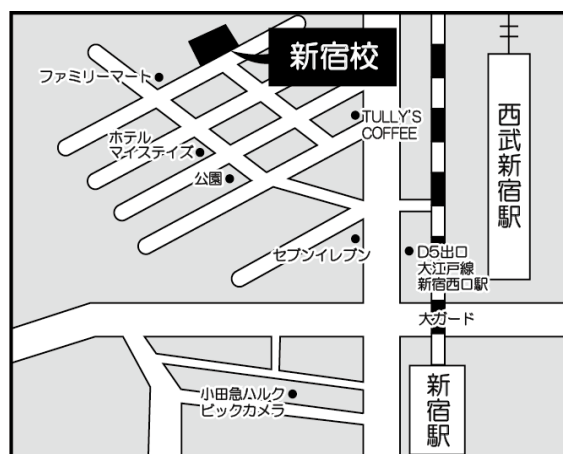 新宿校
ファミリーマート
TULLY'S
COFFEE
西武新宿駅
ホテル
マイステイズ
公園
セブンイレブン
D5出口
大江戸線
新宿西口駅
大ガード
小田急ハルク
ビックカメラ
新宿駅